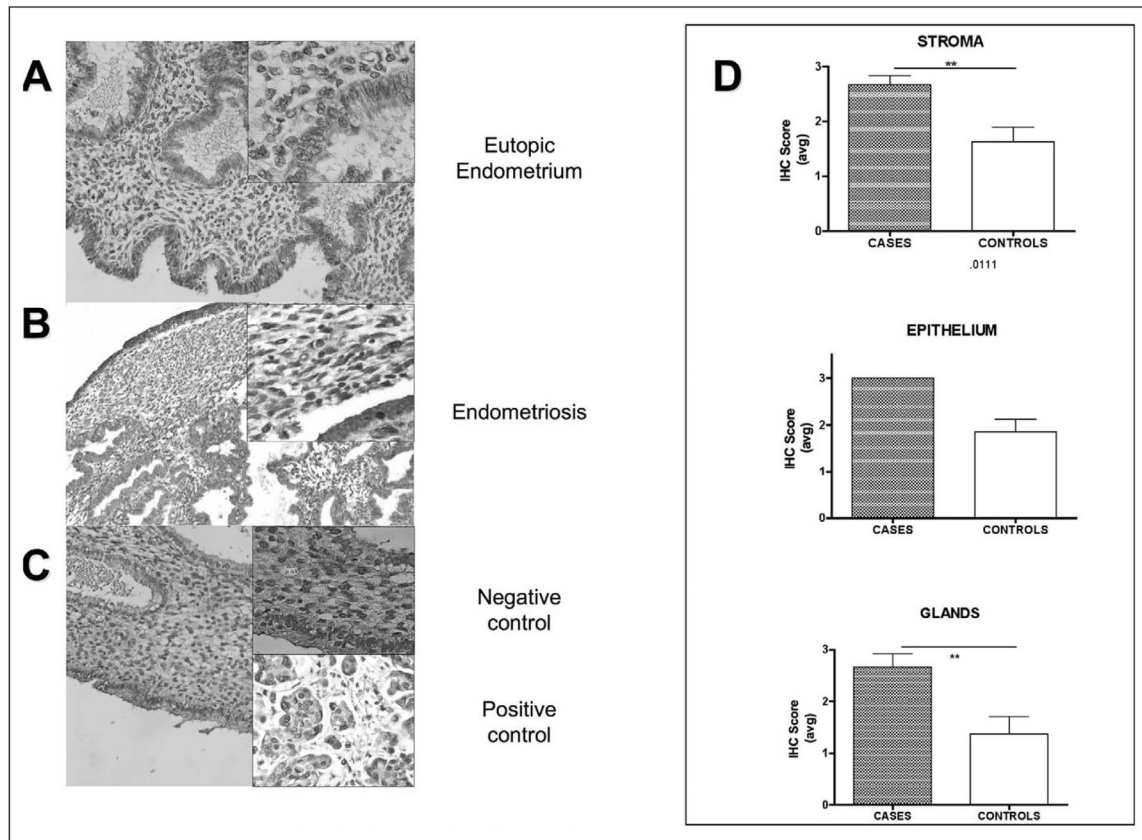 A
Eutopic
Endometrium
B
Endometriosis
C
Negative
control
Positive
control
D
STROMA
**
IHC Score
(avg)
3
2
1
0
CASES
CONTROLS
.0111
EPITHELIUM
IHC Score
(avg)
3
2
1
0
CASES
CONTROLS
GLANDS
**
IHC Score
(avg)
3
2
1
0
CASES
CONTROLS